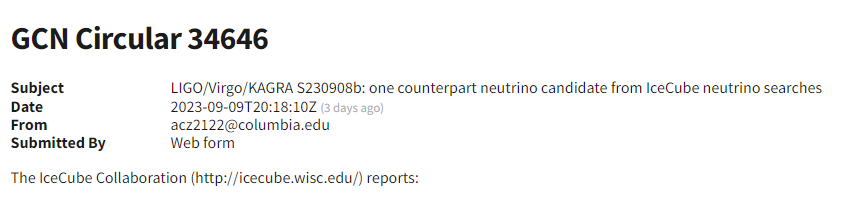 GCN Circular 34646
Subject LIGO/Virgo/KAGRA S230908b: one counterpart neutrino candidate from IceCube neutrino searches
Date 2023-09-09T20:18:10Z (3 days ago)
From acz2122@columbia.edu
Submitted By Web form
The IceCube Collaboration (http://icecube.wisc.edu/) reports: